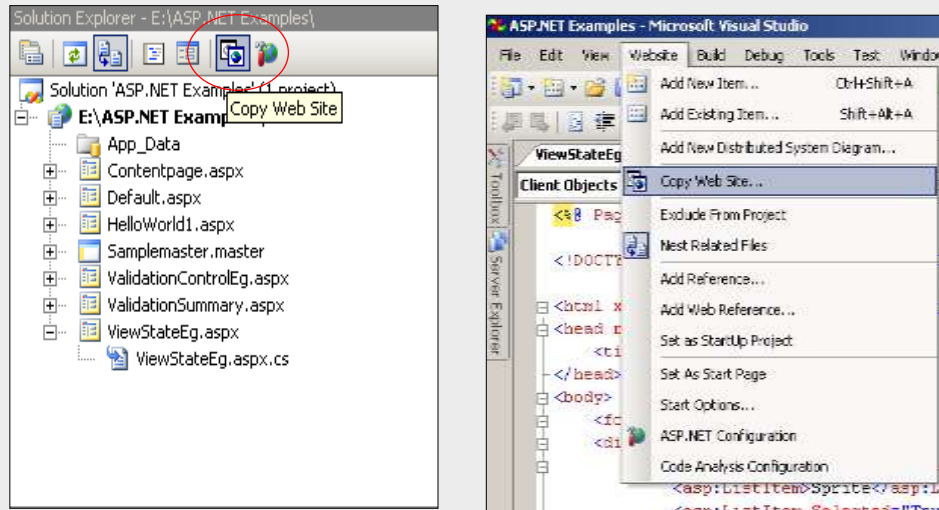 Solution Explorer - E:\ASP.NET Examples\
Solution 'ASP.NET Examples' (1 project)
Copy Web Site
E:\ASP.NET Examp
App_Data
Contentpage.aspx
Default.aspx
HelloWorld1.aspx
Samplemaster.master
ValidationControlEg.aspx
ValidationSummary.aspx
ViewStateEg.aspx
ViewStateEg.aspx.cs
ASP.NET Examples - Microsoft Visual Studio
File Edit View Website Build Debug Tools Test Window
Add New Item... Ctrl+Shift+A
Add Existing Item... Shift+Alt+A
Add New Distributed System Diagram...
ViewStateEg
Client Objects
Copy Web Site...
Exclude From Project
Nest Related Files
Add Reference...
Add Web Reference...
Set as StartUp Project
Set As Start Page
Start Options...
ASP.NET Configuration
Code Analysis Configuration
Toolbox
Server Explorer
<%@ Pag
<!DOCTY
<html x
<head r
<ti
</head>
<body>
<fo
<di
<asp:ListItem>Sprite</asp:L